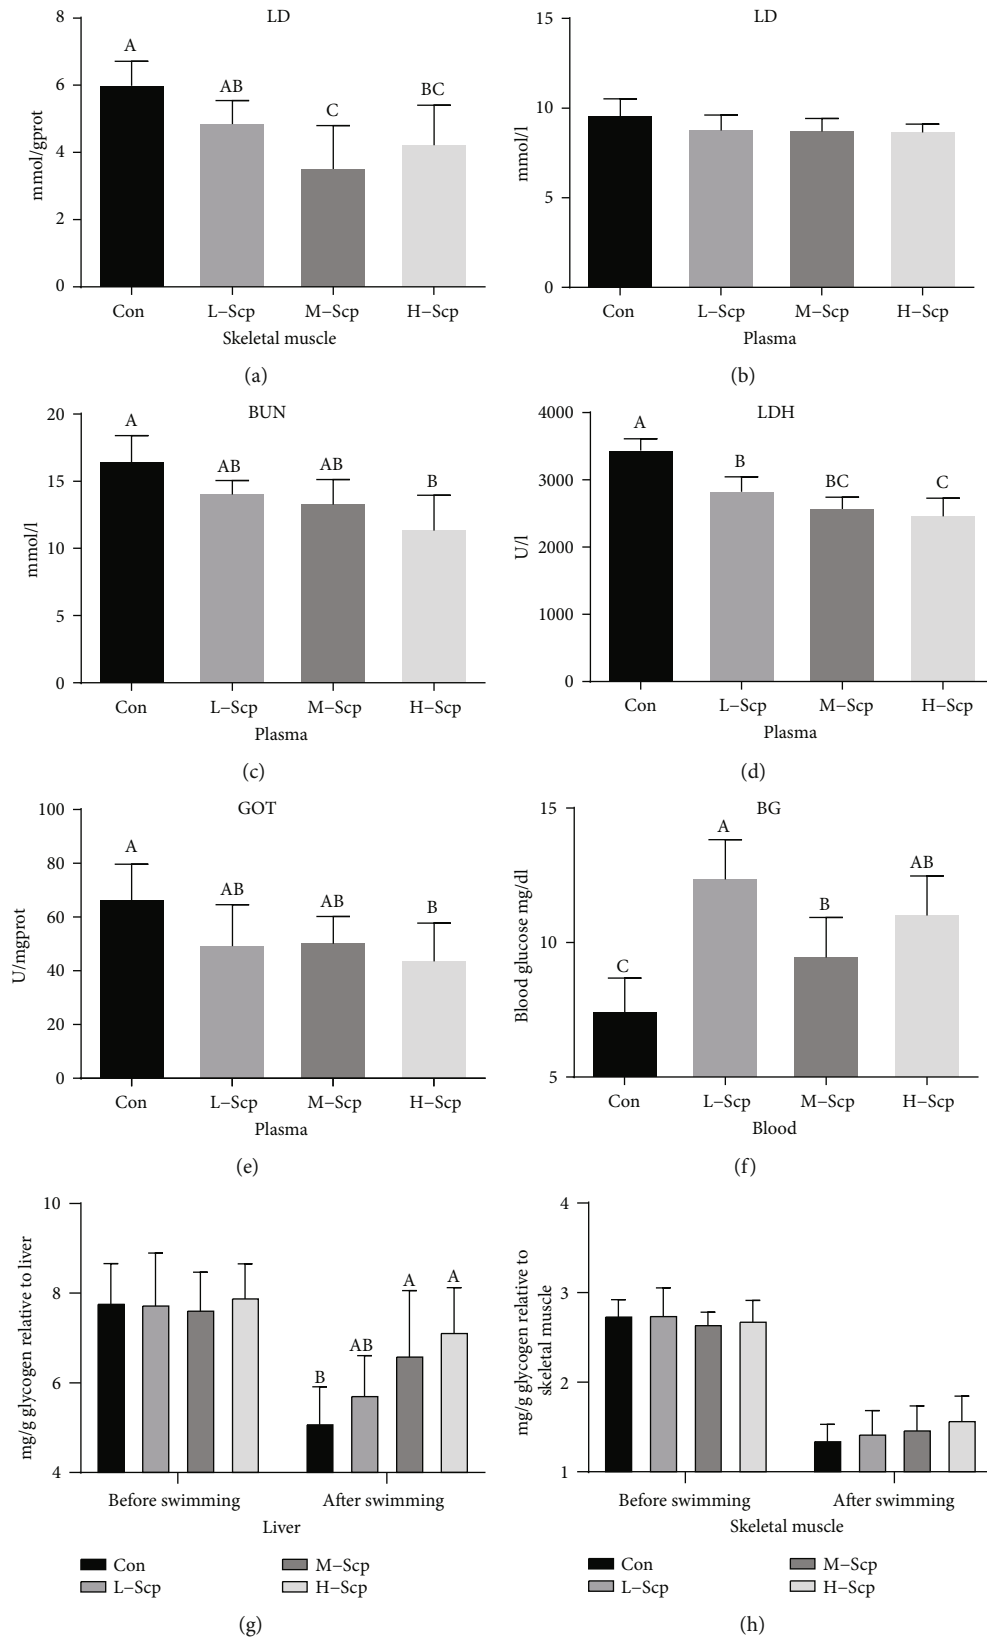 LD
8
6
4
2
0
mmol/gprot
A
AB
C
BC
Con
L–Scp
M–Scp
H–Scp
Skeletal muscle
(a)
LD
15
10
5
0
mmol/l
Con
L–Scp
M–Scp
H–Scp
Plasma
(b)
BUN
20
15
10
5
0
mmol/l
A
AB
AB
B
Con
L–Scp
M–Scp
H–Scp
Plasma
(c)
LDH
4000
3000
2000
1000
0
U/l
A
B
BC
C
Con
L–Scp
M–Scp
H–Scp
Plasma
(d)
GOT
100
80
60
40
20
0
U/mgprot
A
AB
AB
B
Con
L–Scp
M–Scp
H–Scp
Plasma
(e)
BG
15
10
5
Blood glucose mg/dl
C
A
B
AB
Con
L–Scp
M–Scp
H–Scp
Blood
(f)
10
8
6
4
mg/g glycogen relative to liver
B
AB
A
A
Before swimming
After swimming
Liver
Con
M–Scp
L–Scp
H–Scp
(g)
4
3
2
1
mg/g glycogen relative to
skeletal muscle
Before swimming
After swimming
Skeletal muscle
Con
M–Scp
L–Scp
H–Scp
(h)